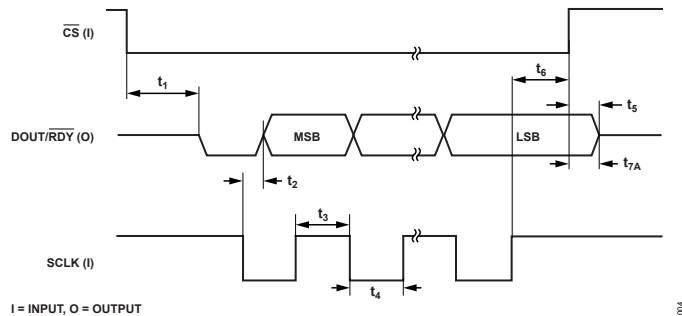 CS (I)
t1
t6
t5
DOUT/RDY (O)
MSB
LSB
t2
t7A
t3
SCLK (I)
t4
I = INPUT, O = OUTPUT
004